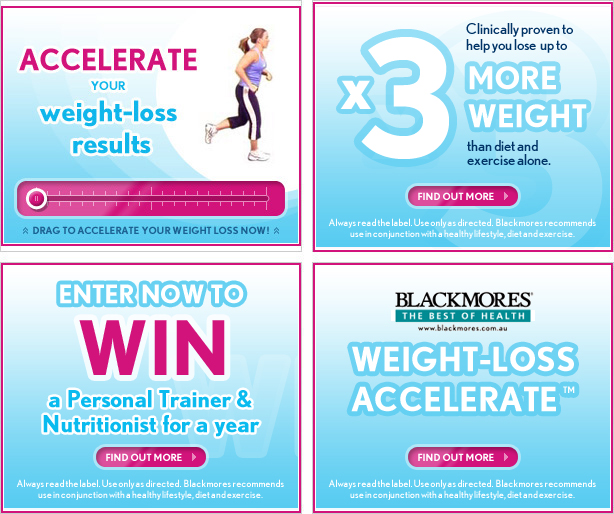 ACCELERATE
YOUR
weight-loss
results
DRAG TO ACCELERATE YOUR WEIGHT LOSS NOW!
Clinically proven to
help you lose up to
x3
MORE
WEIGHT
than diet and
exercise alone.
FIND OUT MORE
Always read the label. Use only as directed. Blackmores recommends
use in conjunction with a healthy lifestyle, diet and exercise.
ENTER NOW TO
WIN
a Personal Trainer &
Nutritionist for a year
FIND OUT MORE
Always read the label. Use only as directed. Blackmores recommends
use in conjunction with a healthy lifestyle, diet and exercise.
BLACKMORES®
THE BEST OF HEALTH
www.blackmores.com.au
WEIGHT-LOSS
ACCELERATE™
FIND OUT MORE
Always read the label. Use only as directed. Blackmores recommends
use in conjunction with a healthy lifestyle, diet and exercise.